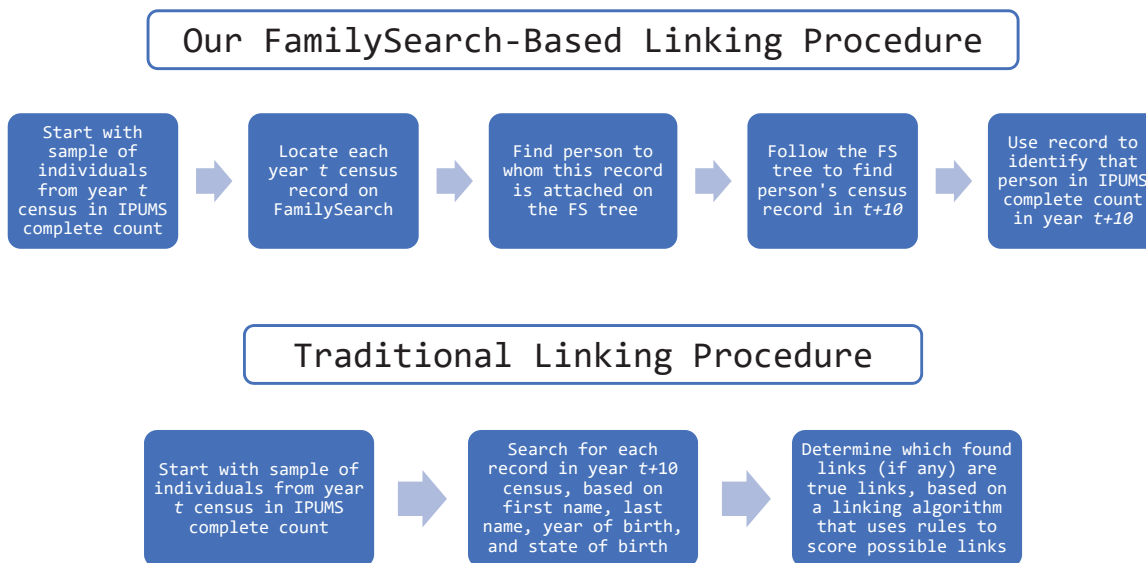 Our FamilySearch-Based Linking Procedure
Start with
sample of
individuals
from year t
census in IPUMS
complete count
Locate each
year t census
record on
FamilySearch
Find person to
whom this record
is attached on
the FS tree
Follow the FS
tree to find
person's census
record in t+10
Use record to
identify that
person in IPUMS
complete count
in year t+10
Traditional Linking Procedure
Start with sample of
individuals from year
t census in IPUMS
complete count
Search for each
record in year t+10
census, based on
first name, last
name, year of birth,
and state of birth
Determine which found
links (if any) are
true links, based on
a linking algorithm
that uses rules to
score possible links